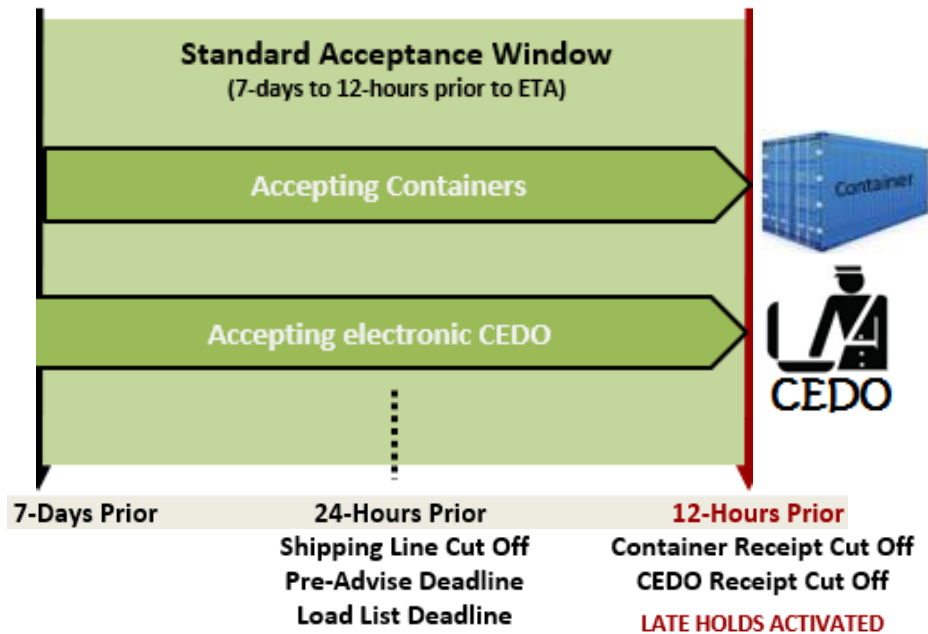 Standard Acceptance Window
(7-days to 12-hours prior to ETA)
Accepting Containers
Container
Accepting electronic CEDO
CEDO
7-Days Prior
24-Hours Prior
12-Hours Prior
Shipping Line Cut Off
Container Receipt Cut Off
Pre-Advise Deadline
CEDO Receipt Cut Off
Load List Deadline
LATE HOLDS ACTIVATED